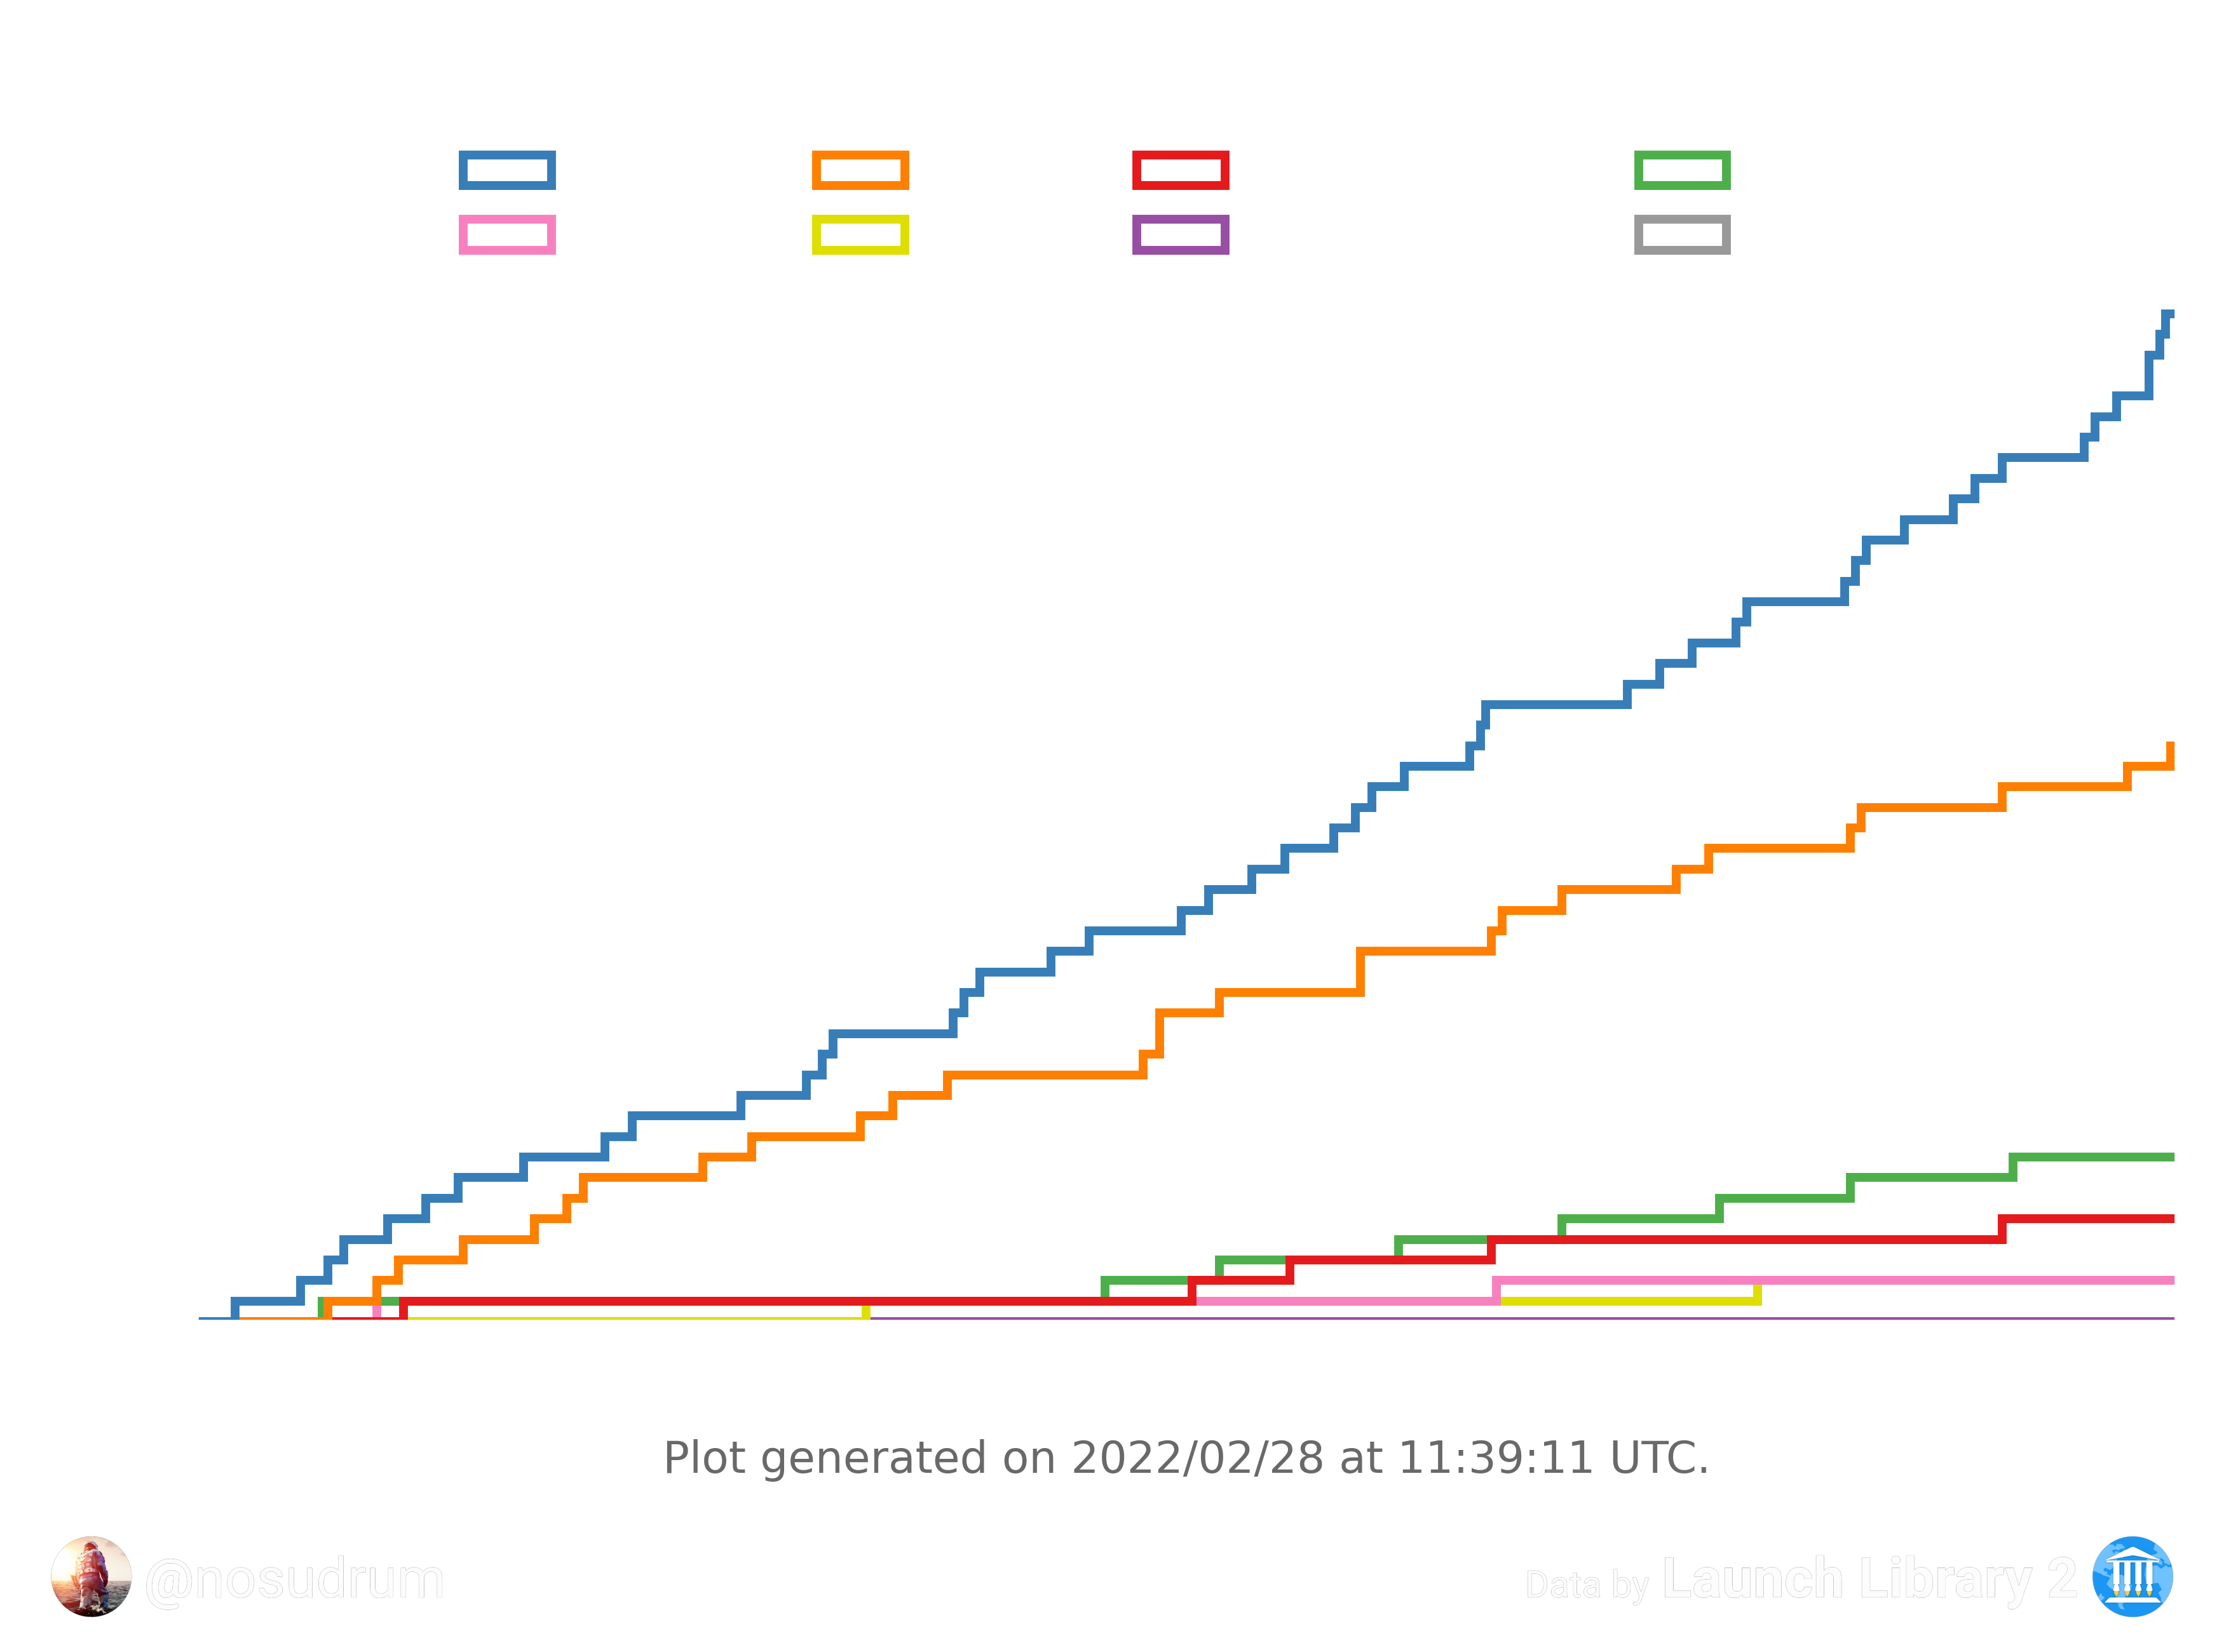 Plot generated on 2022/02/28 at 11:39:11 UTC.
@nosudrum
Data by Launch Library 2